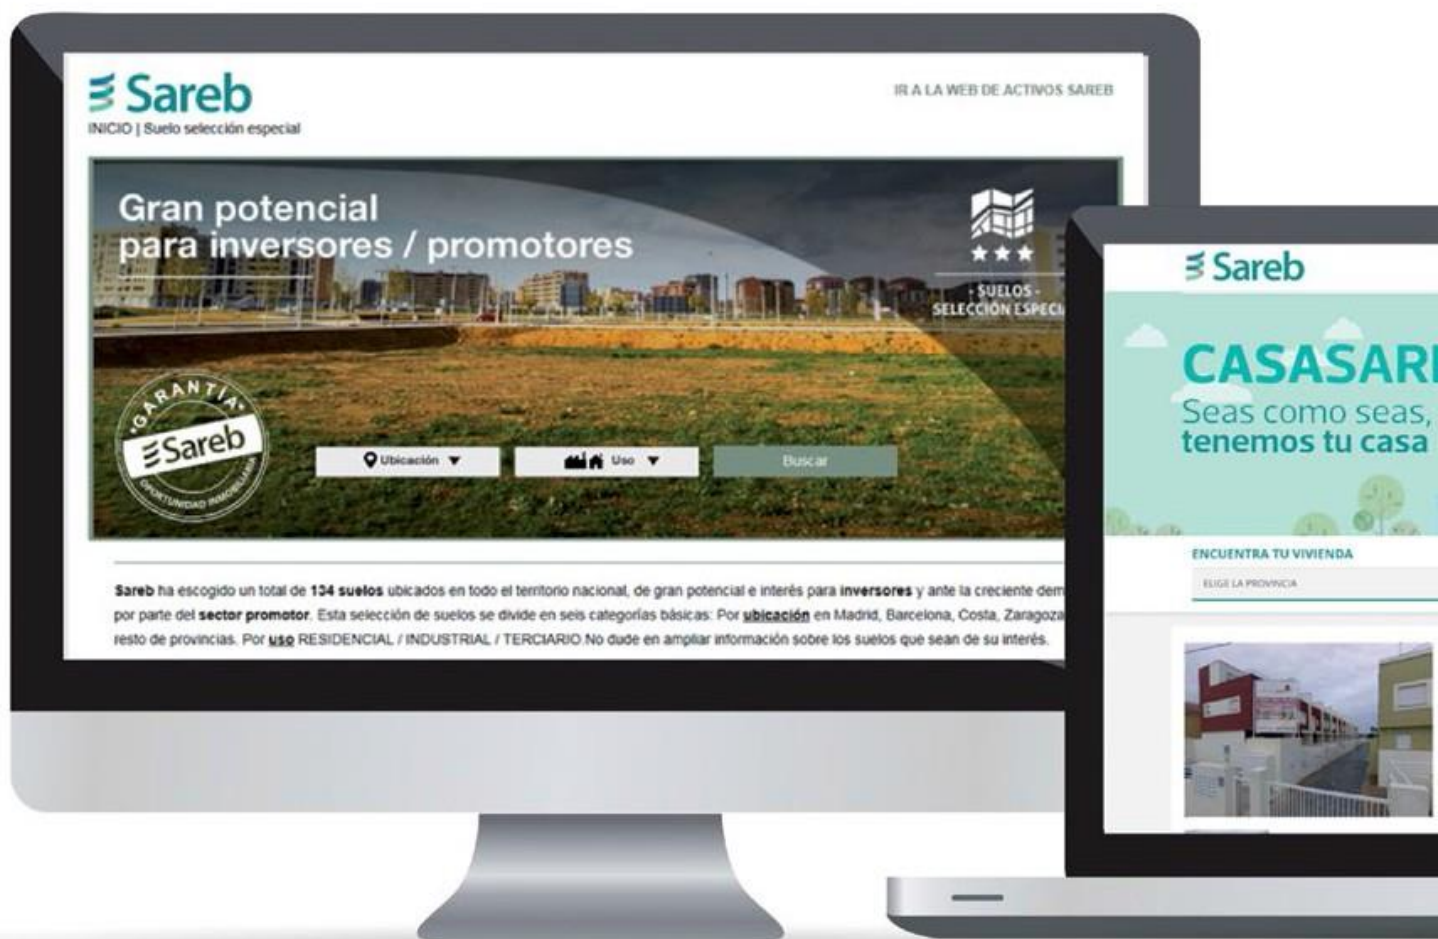 Sareb
IR A LA WEB DE ACTIVOS SAREB
INICIO | Suelo selección especial
Gran potencial
para inversores / promotores
- SUELOS -
SELECCIÓN ESPECI
GARANTÍA
Sareb
OPORTUNIDAD INMOBILIARIA
Ubicación
Uso
Buscar
Sareb ha escogido un total de 134 suelos ubicados en todo el territorio nacional, de gran potencial e interés para inversores y ante la creciente dem
por parte del sector promotor. Esta selección de suelos se divide en seis categorías básicas: Por ubicación en Madrid, Barcelona, Costa, Zaragoza
resto de provincias. Por uso RESIDENCIAL / INDUSTRIAL / TERCIARIO.No dude en ampliar información sobre los suelos que sean de su interés.
Sareb
CASASAR
Seas como seas,
tenemos tu casa
ENCUENTRA TU VIVIENDA
ELIGE LA PROVINCIA